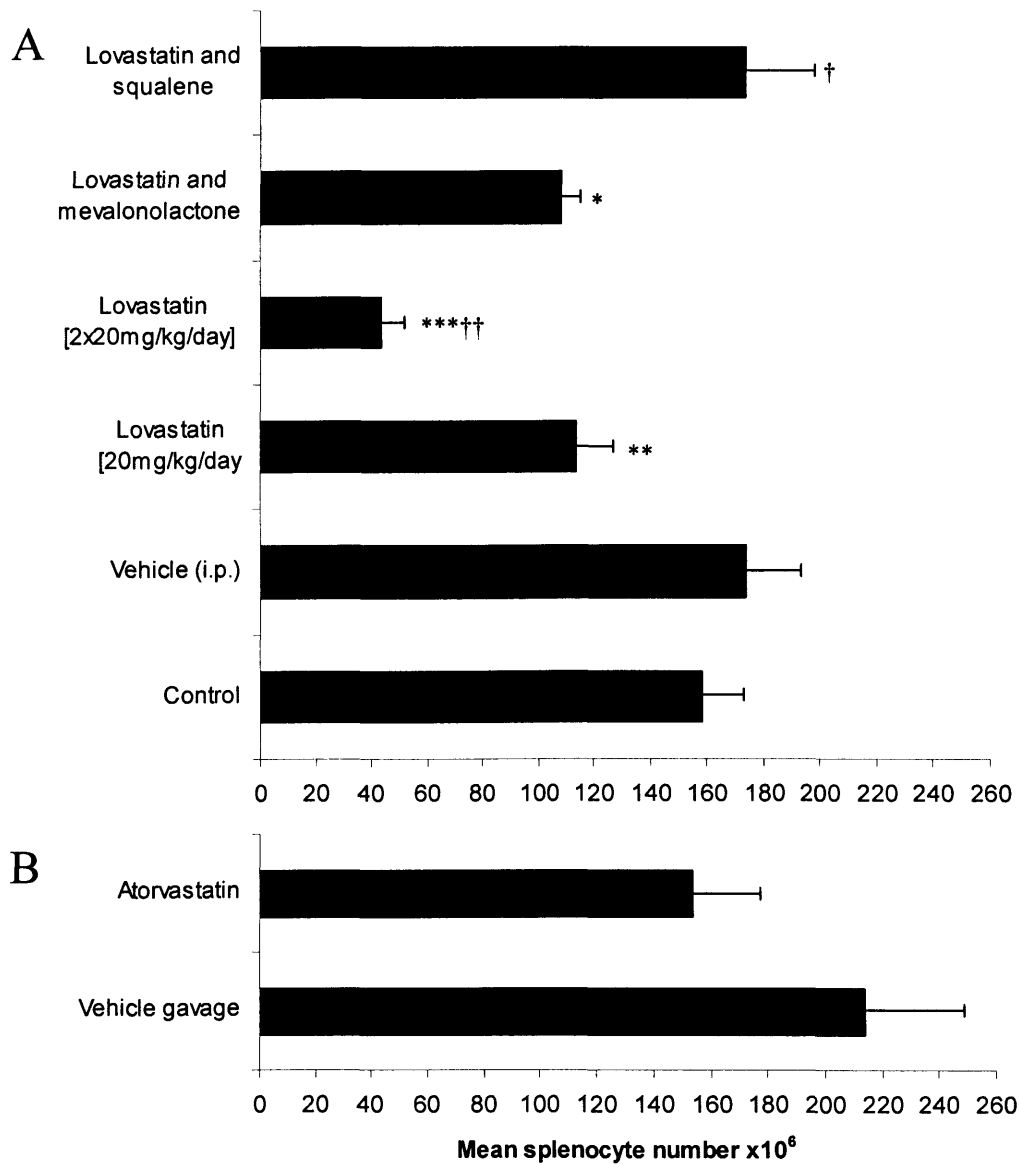 A
Lovastatin and
squalene
†
Lovastatin and
mevalonolactone
*
Lovastatin
[2x20mg/kg/day]
***††
Lovastatin
[20mg/kg/day
**
Vehicle (i.p.)
Control
0 20 40 60 80 100 120 140 160 180 200 220 240 260
B
Atorvastatin
Vehicle gavage
0 20 40 60 80 100 120 140 160 180 200 220 240 260
Mean splenocyte number x10⁶